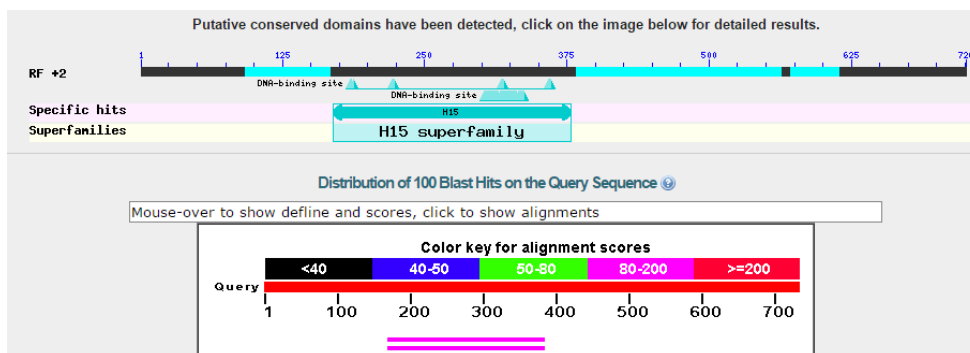 Putative conserved domains have been detected, click on the image below for detailed results.
1 125 250 375 500 625 720
RF +2
DNA-binding site
DNA-binding site
Specific hits H15
Superfamilies H15 superfamily
Distribution of 100 Blast Hits on the Query Sequence ?
Mouse-over to show defline and scores, click to show alignments
Color key for alignment scores
<40 40-50 50-80 80-200 >=200
Query
1 100 200 300 400 500 600 700